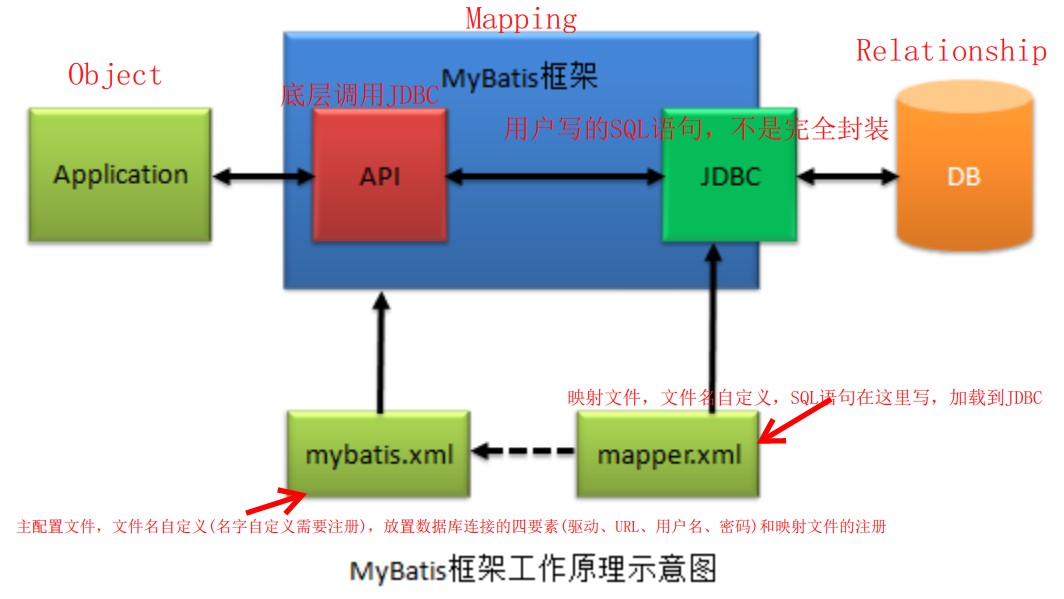 Mapping
Relationship
Object
MyBatis框架
底层调用JDBC
用户写的SQL语句，不是完全封装
Application
API
JDBC
DB
映射文件，文件名自定义，SQL语句在这里写，加载到JDBC
mybatis.xml
mapper.xml
主配置文件，文件名自定义(名字自定义需要注册)，放置数据库连接的四要素(驱动、URL、用户名、密码)和映射文件的注册
MyBatis框架工作原理示意图